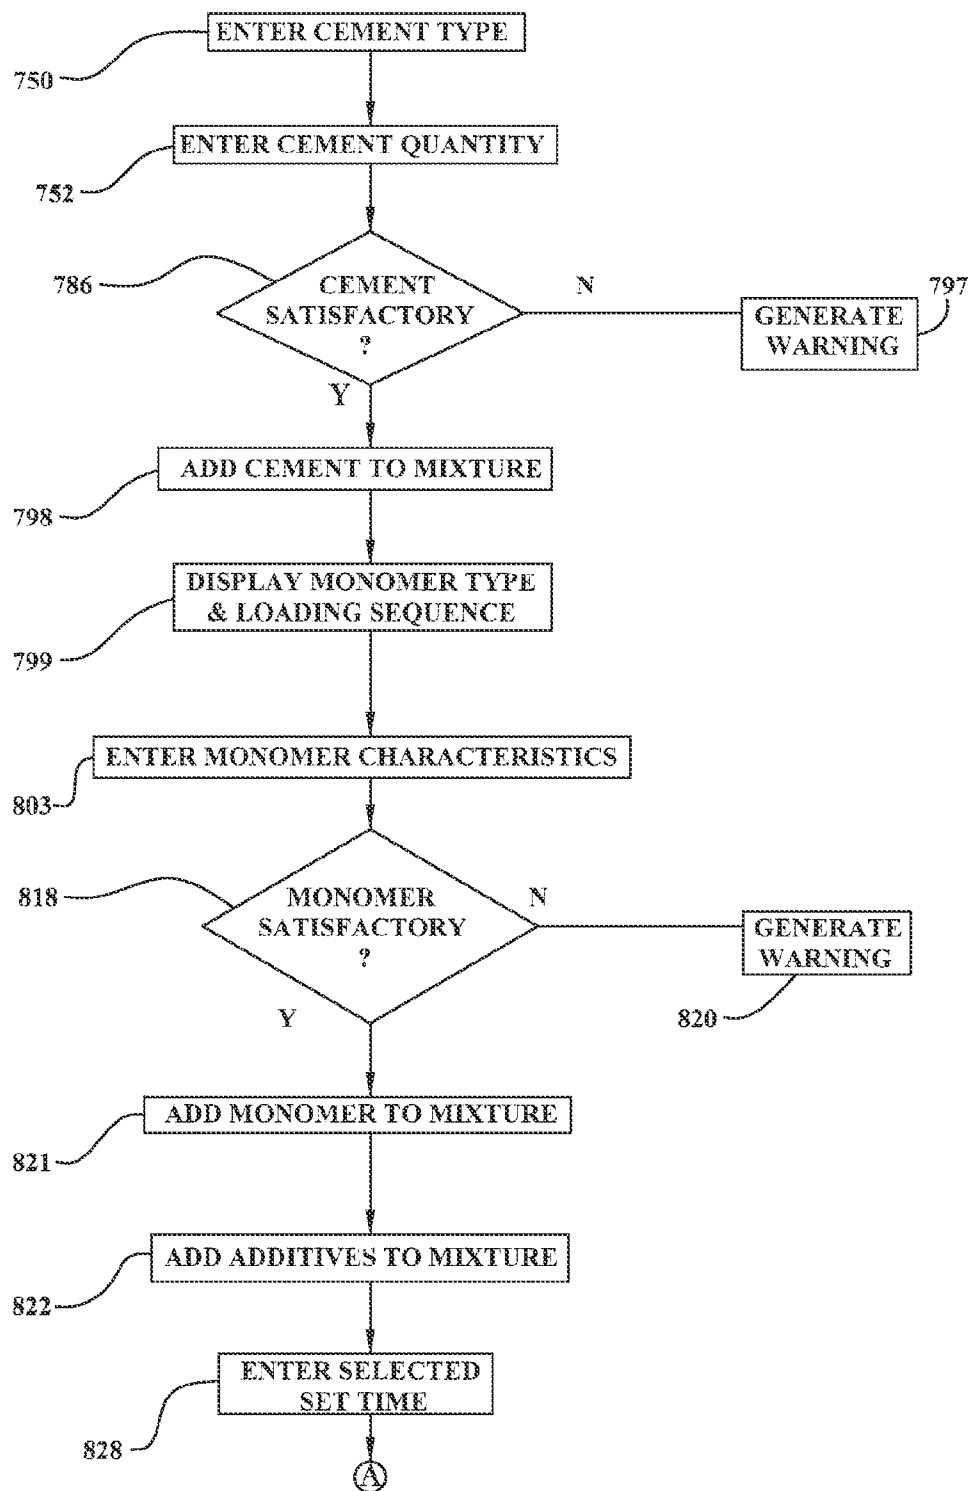 ENTER CEMENT TYPE
750
ENTER CEMENT QUANTITY
752
786
CEMENT
SATISFACTORY
?
N
797
GENERATE
WARNING
Y
ADD CEMENT TO MIXTURE
798
DISPLAY MONOMER TYPE
& LOADING SEQUENCE
799
ENTER MONOMER CHARACTERISTICS
803
818
MONOMER
SATISFACTORY
?
N
GENERATE
WARNING
820
Y
ADD MONOMER TO MIXTURE
821
ADD ADDITIVES TO MIXTURE
822
ENTER SELECTED
SET TIME
828
A